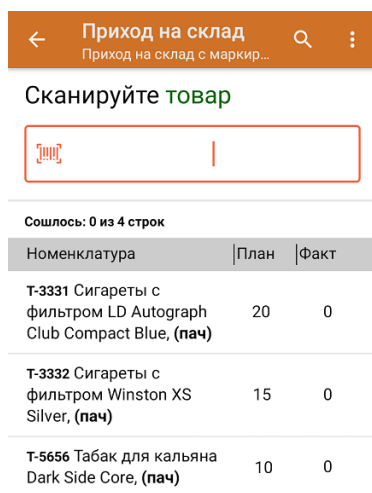 Приход на склад
Приход на склад с маркир...
Сканируйте товар
Сошлось: 0 из 4 строк
Номенклатура План Факт
Т-3331 Сигареты с
фильтром LD Autograph 20 0
Club Compact Blue, (пач)
Т-3332 Сигареты с
фильтром Winston XS 15 0
Silver, (пач)
Т-5656 Табак для кальяна
Dark Side Core, (пач) 10 0